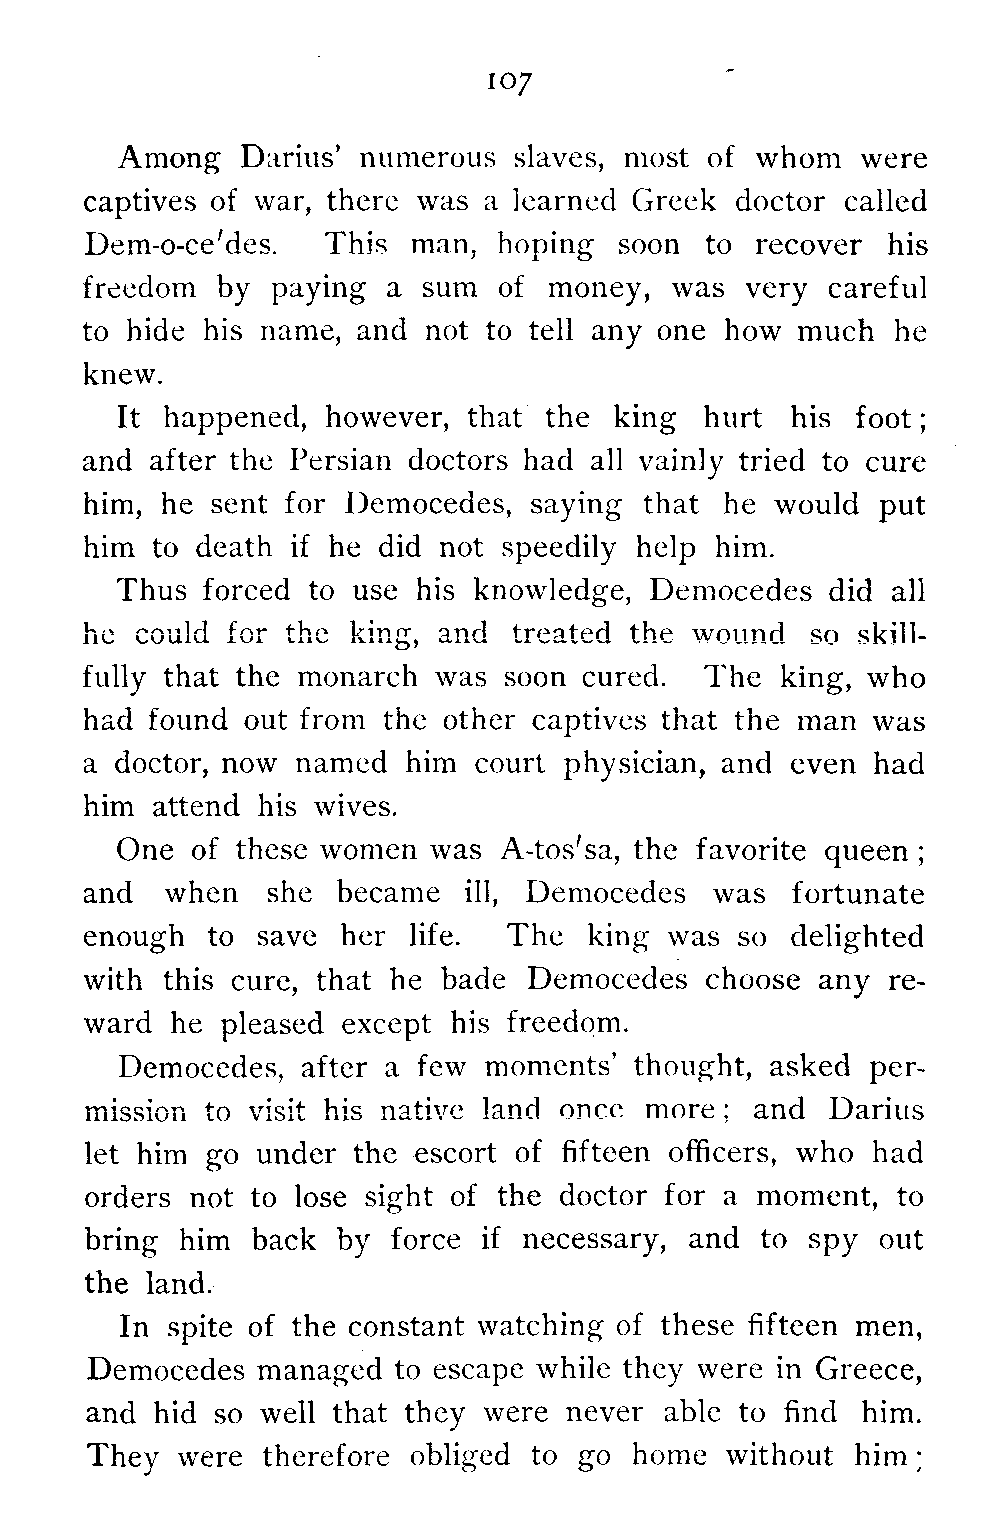 107
Among Darius' numerous slaves, most of whom were
captives of war, there was a learned Greek doctor called
Dem-o-ce′des. This man, hoping soon to recover his
freedom by paying a sum of money, was very careful
to hide his name, and not to tell any one how much he
knew.
It happened, however, that the king hurt his foot;
and after the Persian doctors had all vainly tried to cure
him, he sent for Democedes, saying that he would put
him to death if he did not speedily help him.
Thus forced to use his knowledge, Democedes did all
he could for the king, and treated the wound so skill-
fully that the monarch was soon cured. The king, who
had found out from the other captives that the man was
a doctor, now named him court physician, and even had
him attend his wives.
One of these women was A-tos′sa, the favorite queen;
and when she became ill, Democedes was fortunate
enough to save her life. The king was so delighted
with this cure, that he bade Democedes choose any re-
ward he pleased except his freedom.
Democedes, after a few moments' thought, asked per-
mission to visit his native land once more; and Darius
let him go under the escort of fifteen officers, who had
orders not to lose sight of the doctor for a moment, to
bring him back by force if necessary, and to spy out
the land.
In spite of the constant watching of these fifteen men,
Democedes managed to escape while they were in Greece,
and hid so well that they were never able to find him.
They were therefore obliged to go home without him;